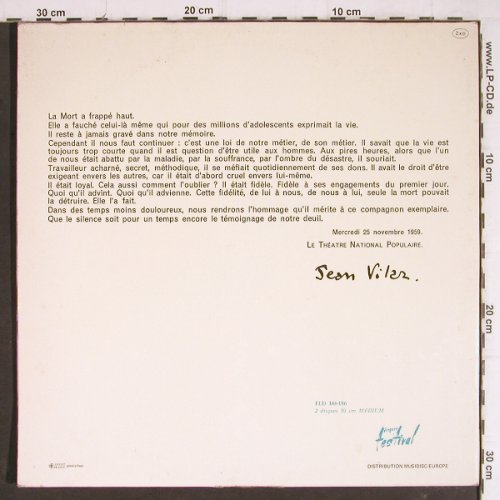 30 cm
20 cm
10 cm
La Mort a frappé haut.
Elle a fauché celui-là même qui pour des millions d'adolescents exprimait la vie.
Il reste à jamais gravé dans notre mémoire.
Cependant il nous faut continuer : c'est une loi de notre métier, de son métier. Il savait que la vie est
toujours trop courte quand il est question d'être utile aux hommes. Aux pires heures, alors que l'un
de nous était abattu par la maladie, par la souffrance, par l'ombre du désastre, il souriait.
Travailleur acharné, secret, méthodique, il se méfiait quotidiennement de ses dons. Il avait le droit d'être
exigeant envers les autres, car il était d'abord cruel envers lui-même.
Il était loyal. Cela aussi comment l'oublier ? Il était fidèle. Fidèle à ses engagements du premier jour.
Quoi qu'il advînt. Quoi qu'il advienne. Cette fidélité, de lui à nous, de nous à lui, seule la mort pouvait
la détruire. Elle l'a fait.
Dans des temps moins douloureux, nous rendrons l'hommage qu'il mérite à ce compagnon exemplaire.
Que le silence soit pour un temps encore le témoignage de notre deuil.
Mercredi 25 novembre 1959.
Le Théatre National Populaire.
Jean Vilar.
2 disques 30 cm MEDIUM
festival
DISTRIBUTION MUSIDISC-EUROPE
www.LP-CD.de
10 cm
20 cm
30 cm